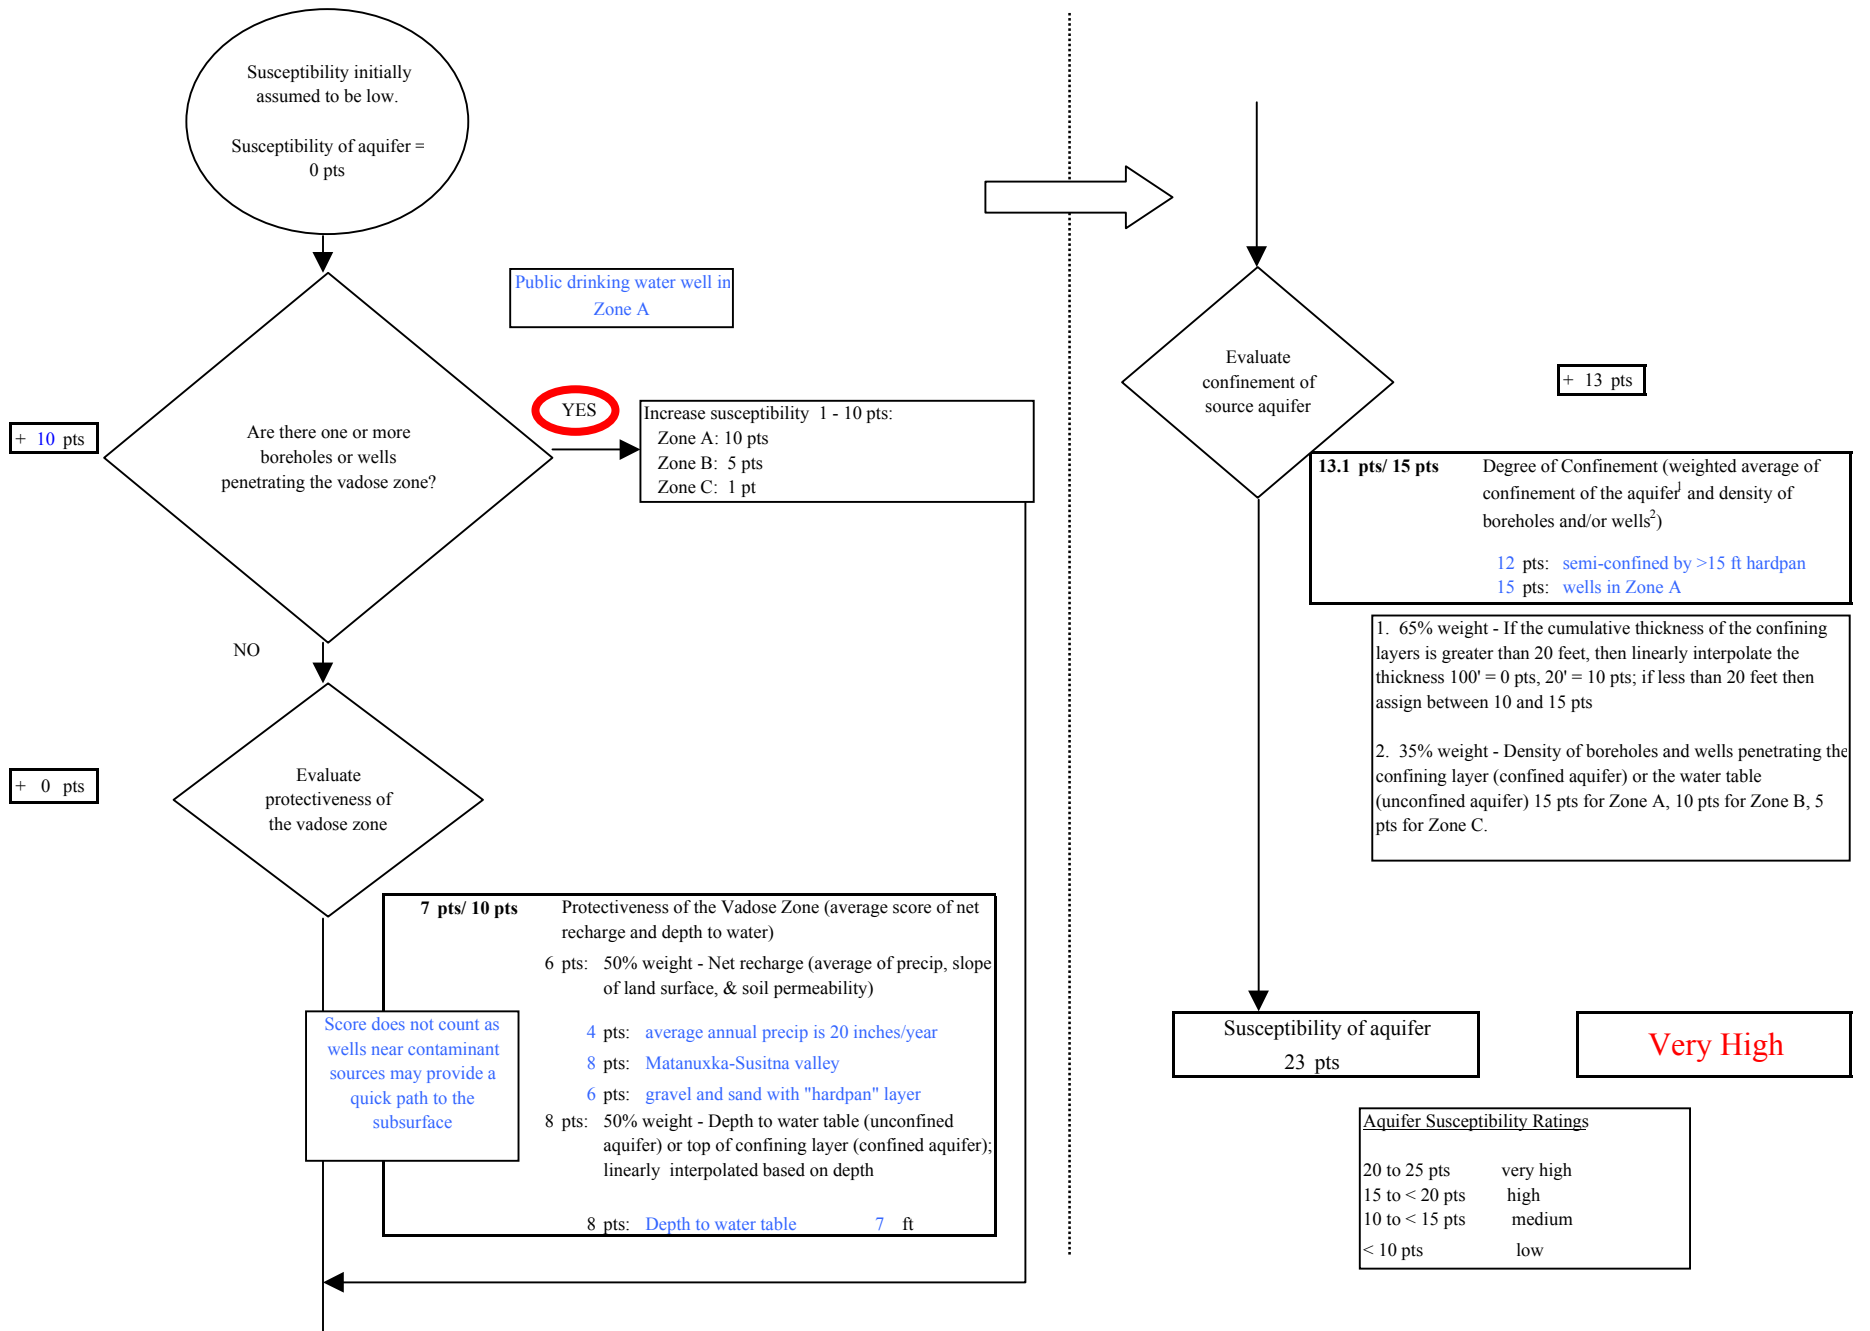 Susceptibility initially
assumed to be low.
Susceptibility of aquifer =
0 pts
Public drinking water well in
Zone A
YES
+ 10 pts
Are there one or more
boreholes or wells
penetrating the vadose zone?
Increase susceptibility 1 - 10 pts:
Zone A: 10 pts
Zone B: 5 pts
Zone C: 1 pt
NO
+ 0 pts
Evaluate
protectiveness of
the vadose zone
7 pts/ 10 pts Protectiveness of the Vadose Zone (average score of net
recharge and depth to water)
6 pts: 50% weight - Net recharge (average of precip, slope
of land surface, & soil permeability)
4 pts: average annual precip is 20 inches/year
8 pts: Matanuxka-Susitna valley
6 pts: gravel and sand with "hardpan" layer
8 pts: 50% weight - Depth to water table (unconfined
aquifer) or top of confining layer (confined aquifer);
linearly interpolated based on depth
8 pts: Depth to water table 7 ft
Score does not count as
wells near contaminant
sources may provide a
quick path to the
subsurface
Evaluate
confinement of
source aquifer
+ 13 pts
13.1 pts/ 15 pts Degree of Confinement (weighted average of
confinement of the aquifer1 and density of
boreholes and/or wells2)
12 pts: semi-confined by >15 ft hardpan
15 pts: wells in Zone A
1. 65% weight - If the cumulative thickness of the confining
layers is greater than 20 feet, then linearly interpolate the
thickness 100' = 0 pts, 20' = 10 pts; if less than 20 feet then
assign between 10 and 15 pts
2. 35% weight - Density of boreholes and wells penetrating the
confining layer (confined aquifer) or the water table
(unconfined aquifer) 15 pts for Zone A, 10 pts for Zone B, 5
pts for Zone C.
Susceptibility of aquifer
23 pts
Very High
Aquifer Susceptibility Ratings
20 to 25 pts very high
15 to < 20 pts high
10 to < 15 pts medium
< 10 pts low